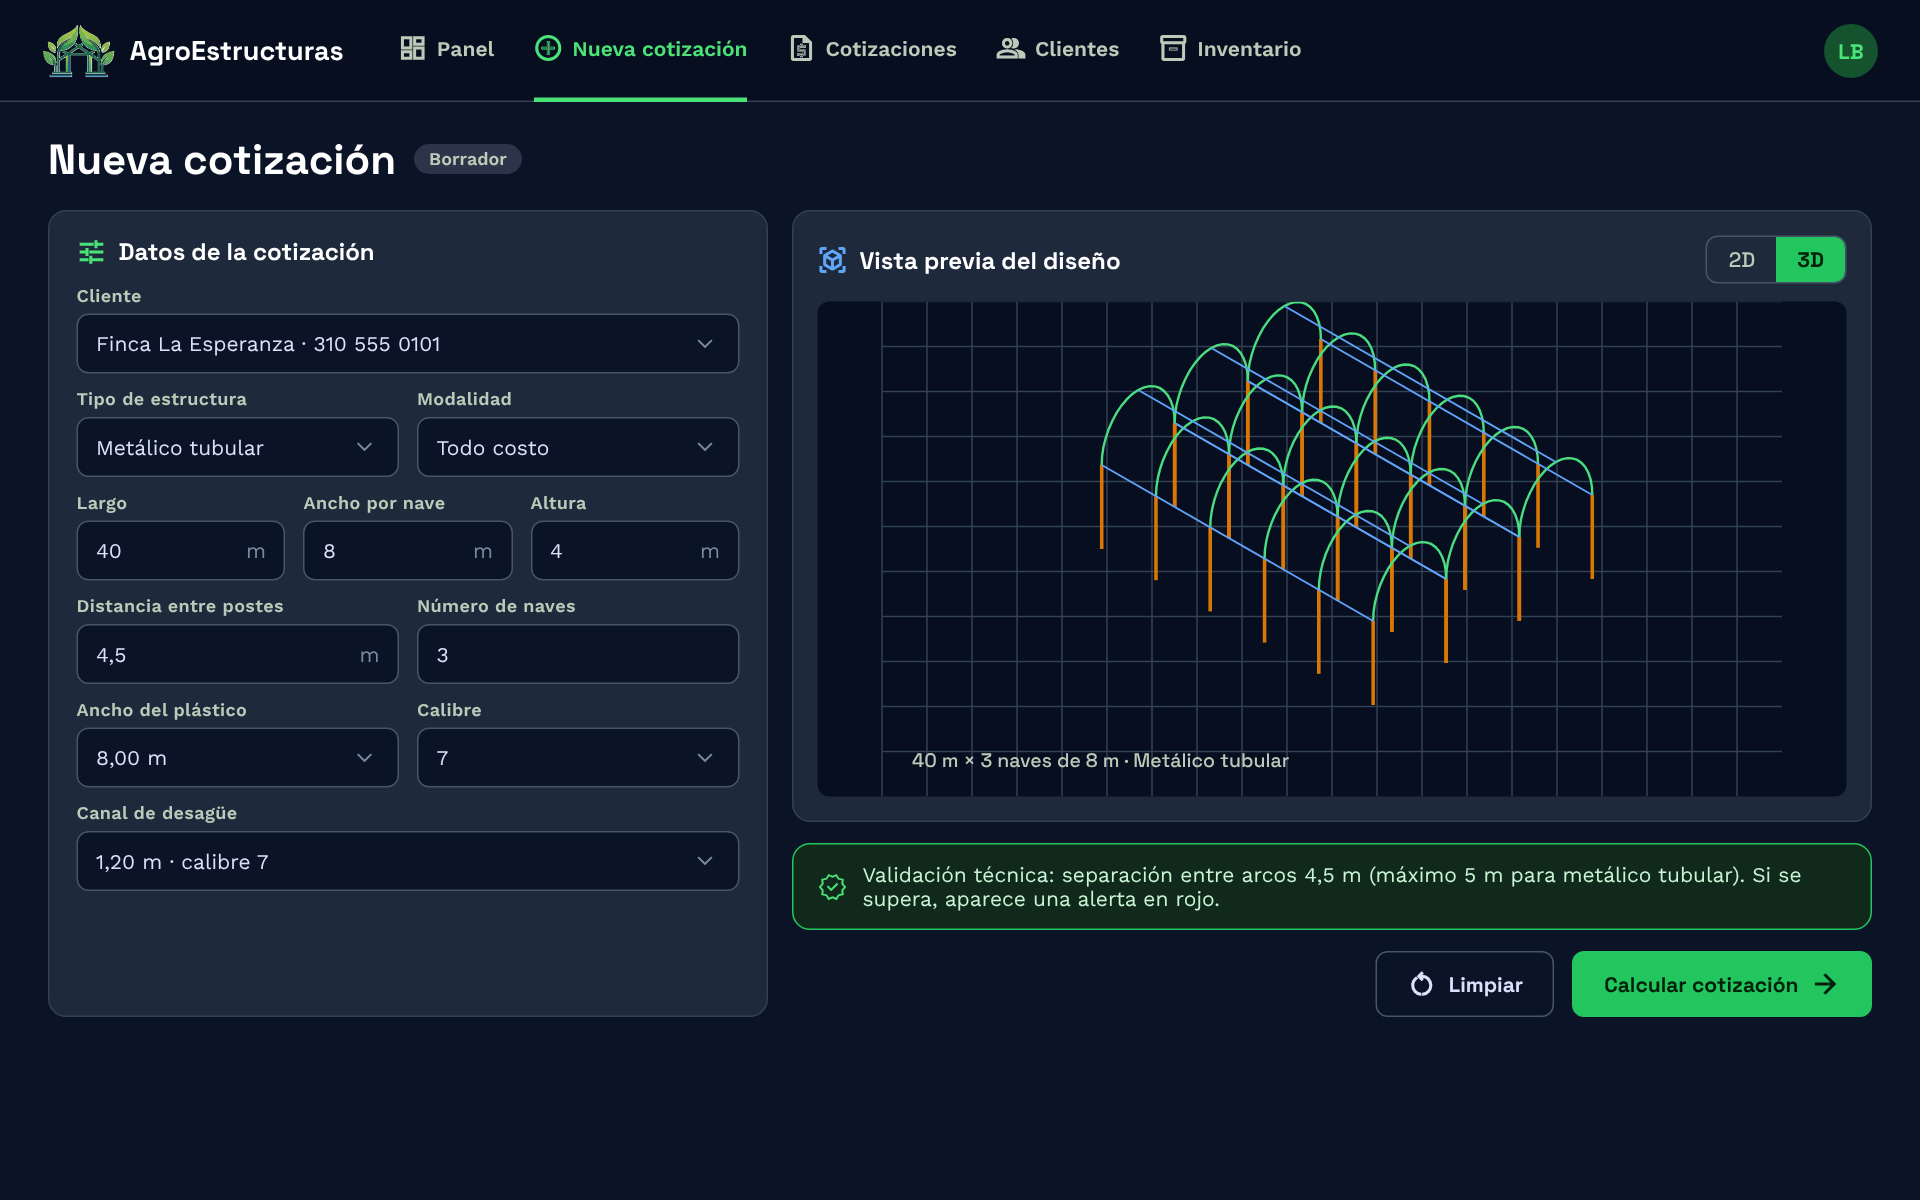 AgroEstructuras
Panel
Nueva cotización
Cotizaciones
Clientes
Inventario
LB
Nueva cotización
Borrador
Datos de la cotización
Cliente
Finca La Esperanza · 310 555 0101
Tipo de estructura
Modalidad
Metálico tubular
Todo costo
Largo
Ancho por nave
Altura
40 m
8 m
4 m
Distancia entre postes
Número de naves
4,5 m
3
Ancho del plástico
Calibre
8,00 m
7
Canal de desagüe
1,20 m · calibre 7
Vista previa del diseño
2D
3D
40 m × 3 naves de 8 m · Metálico tubular
Validación técnica: separación entre arcos 4,5 m (máximo 5 m para metálico tubular). Si se
supera, aparece una alerta en rojo.
Limpiar
Calcular cotización